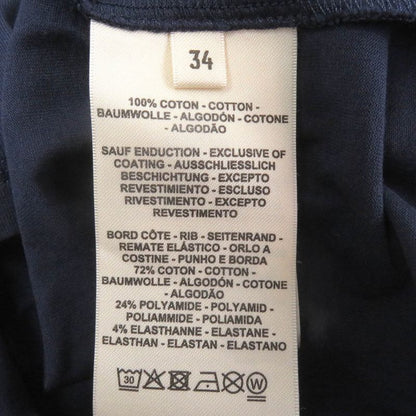 34
100% COTON - COTTON -
BAUMWOLLE - ALGODÓN - COTONE
- ALGODÃO
SAUF ENDUCTION - EXCLUSIVE OF
COATING - AUSSCHLIESSLICH
BESCHICHTUNG - EXCEPTO
REVESTIMIENTO - ESCLUSO
RIVESTIMENTO - EXCEPTO
REVESTIMENTO
BORD CÔTE - RIB - SEITENRAND -
REMATE ELÁSTICO - ORLO A
COSTINE - PUNHO E BORDA
72% COTON - COTTON -
BAUMWOLLE - ALGODÓN - COTONE
- ALGODÃO
24% POLYAMIDE - POLYAMID -
POLIAMMIDE - POLIAMIDA
4% ELASTHANNE - ELASTANE -
ELASTHAN - ELASTAN - ELASTANO
30 W